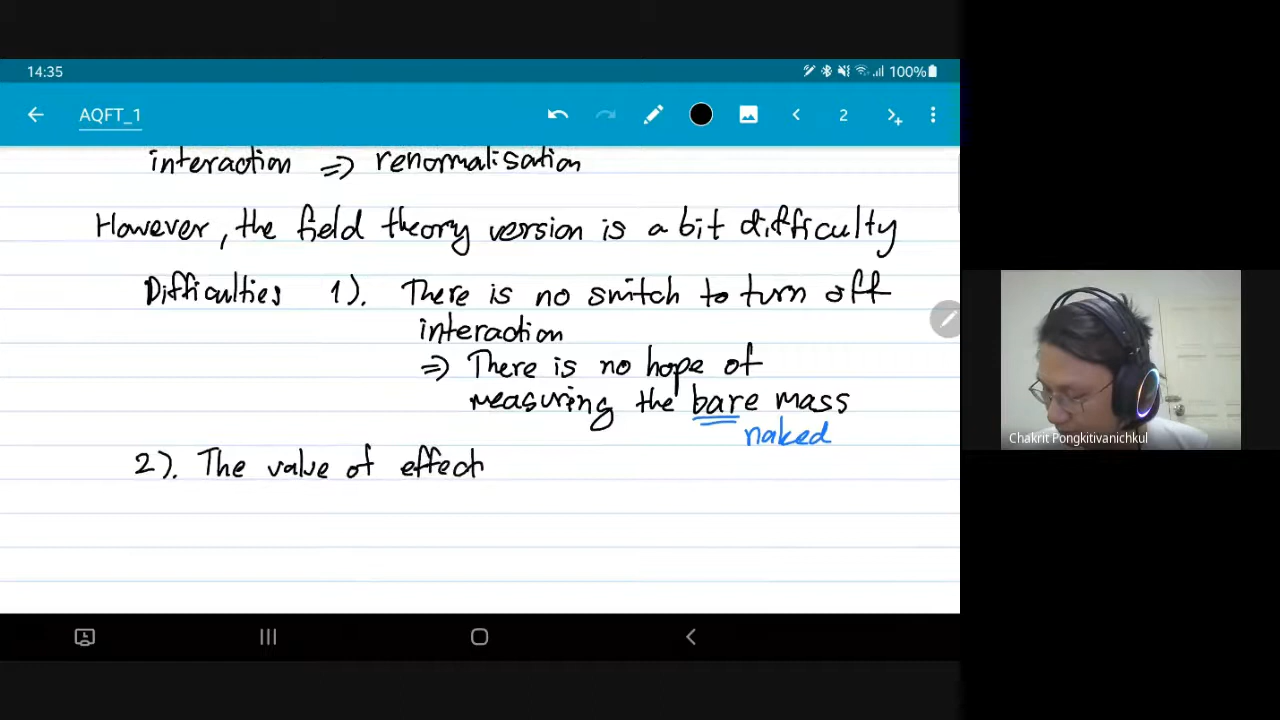 14:35
100%
AQFT_1
2
interaction ⇒ renormalisation
However, the field theory version is a bit difficulty
Difficulties 1). There is no switch to turn off
interaction
⇒ There is no hope of
measuring the bare mass
naked
2). The value of effect
Chakrit Pongkitivanichkul